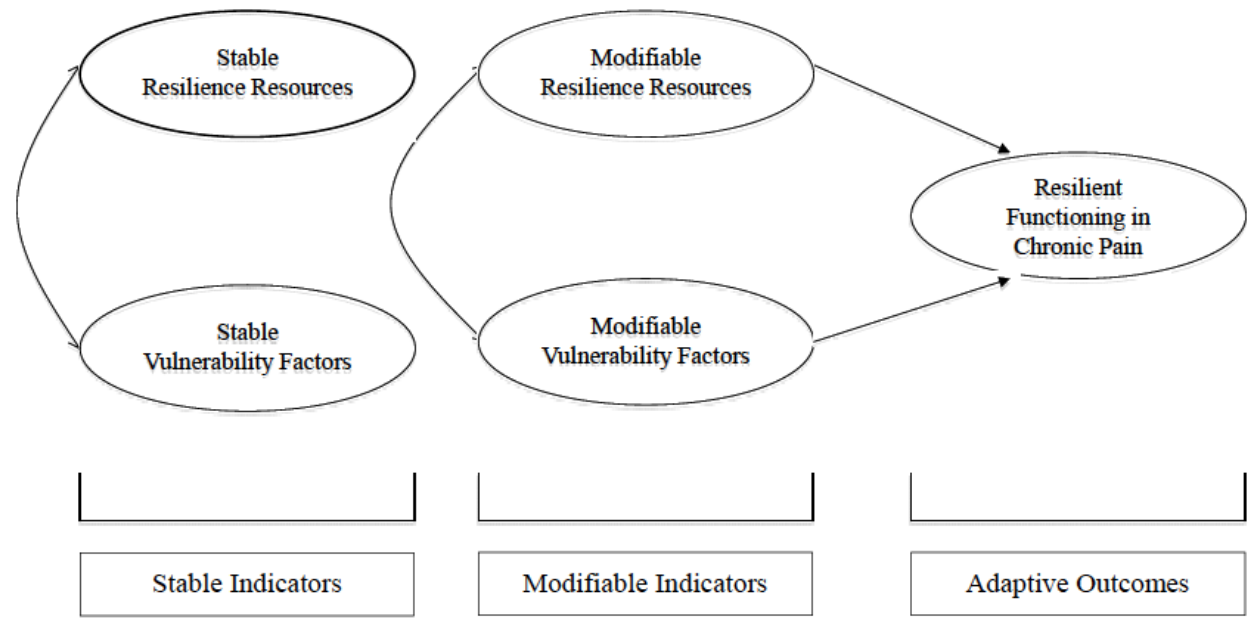 Stable
Resilience Resources
Modifiable
Resilience Resources
Resilient
Functioning in
Chronic Pain
Stable
Vulnerability Factors
Modifiable
Vulnerability Factors
Stable Indicators
Modifiable Indicators
Adaptive Outcomes